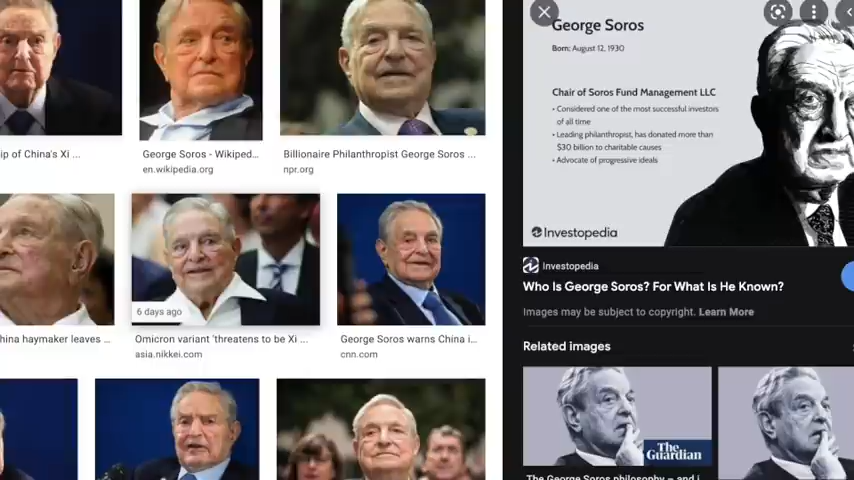 ip of China's Xi ...
George Soros - Wikiped...
en.wikipedia.org
Billionaire Philanthropist George Soros ...
npr.org
china haymaker leaves ...
6 days ago
Omicron variant 'threatens to be Xi ...
asia.nikkei.com
George Soros warns China i...
cnn.com
George Soros
Born: August 12, 1930
Chair of Soros Fund Management LLC
• Considered one of the most successful investors
of all time
• Leading philanthropist, has donated more than
$30 billion to charitable causes
• Advocate of progressive ideals
Investopedia
Investopedia
Who Is George Soros? For What Is He Known?
Images may be subject to copyright. Learn More
Related images
The
Guardian
The George Soros philosophy – and i